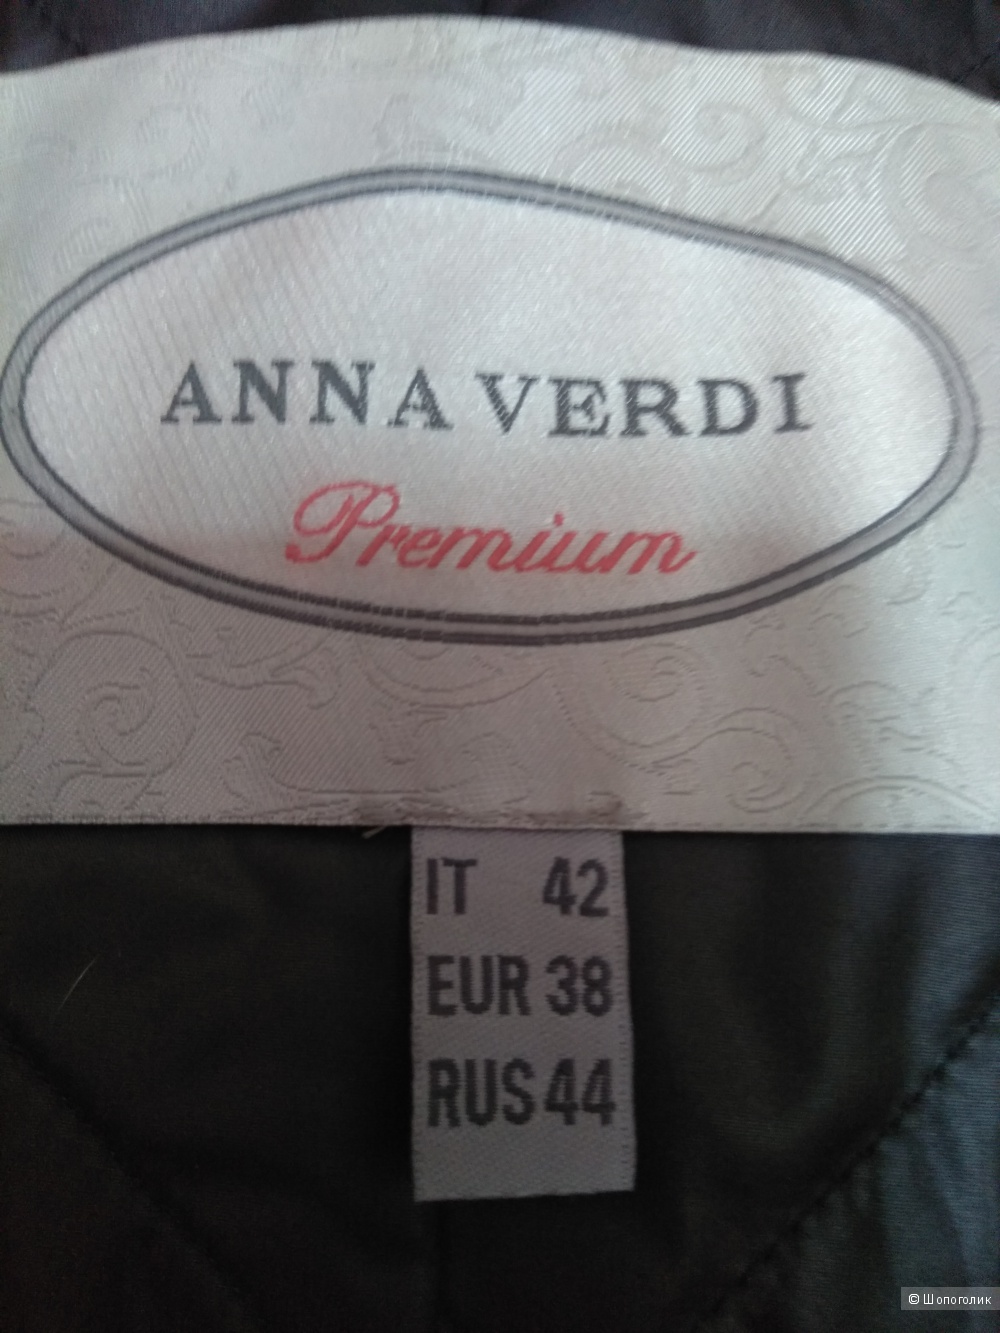 ANNA VERDI
Premium
IT 42
EUR 38
RUS 44
© Шопоголик